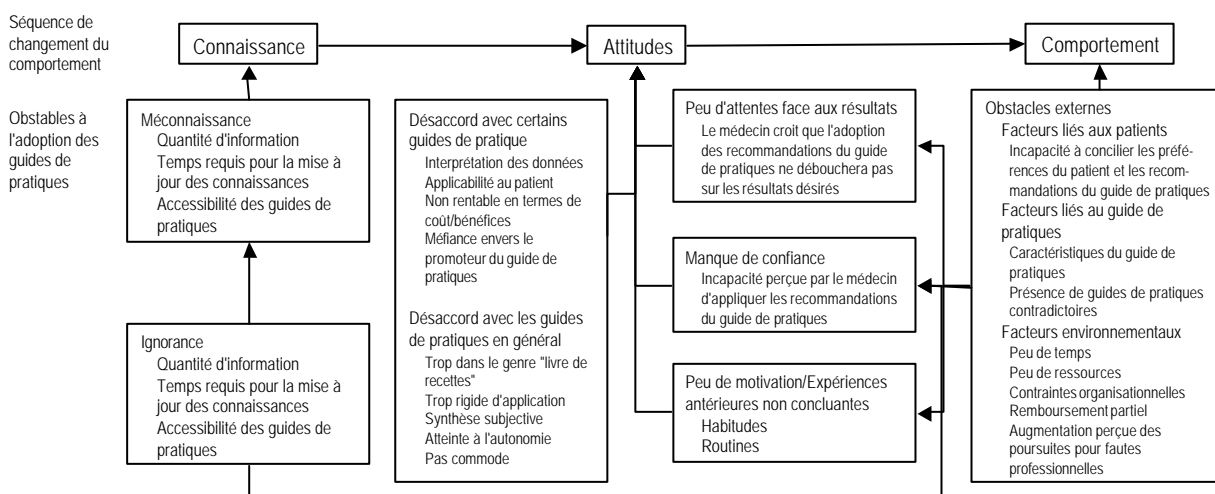 Séquence de
changement du
comportement
Connaissance
Attitudes
Comportement
Obstables à
l'adoption des
guides de
pratiques
Méconnaissance
Quantité d'information
Temps requis pour la mise à
jour des connaissances
Accessibilité des guides de
pratiques
Ignorance
Quantité d'information
Temps requis pour la mise à
jour des connaissances
Accessibilité des guides de
pratiques
Désaccord avec certains
guides de pratique
Interprétation des données
Applicabilité au patient
Non rentable en termes de
coût/bénéfices
Méfiance envers le
promoteur du guide de
pratiques
Désaccord avec les guides
de pratiques en général
Trop dans le genre "livre de
recettes"
Trop rigide d'application
Synthèse subjective
Atteinte à l'autonomie
Pas commode
Peu d'attentes face aux résultats
Le médecin croit que l'adoption
des recommandations du guide
de pratiques ne débouchera pas
sur les résultats désirés
Manque de confiance
Incapacité perçue par le médecin
d'appliquer les recommandations
du guide de pratiques
Peu de motivation/Expériences
antérieures non concluantes
Habitudes
Routines
Obstacles externes
Facteurs liés aux patients
Incapacité à concilier les préfé-
rences du patient et les recom-
mandations du guide de pratiques
Facteurs liés au guide de
pratiques
Caractéristiques du guide de
pratiques
Présence de guides de pratiques
contradictoires
Facteurs environnementaux
Peu de temps
Peu de ressources
Contraintes organisationnelles
Remboursement partiel
Augmentation perçue des
poursuites pour fautes
professionnelles